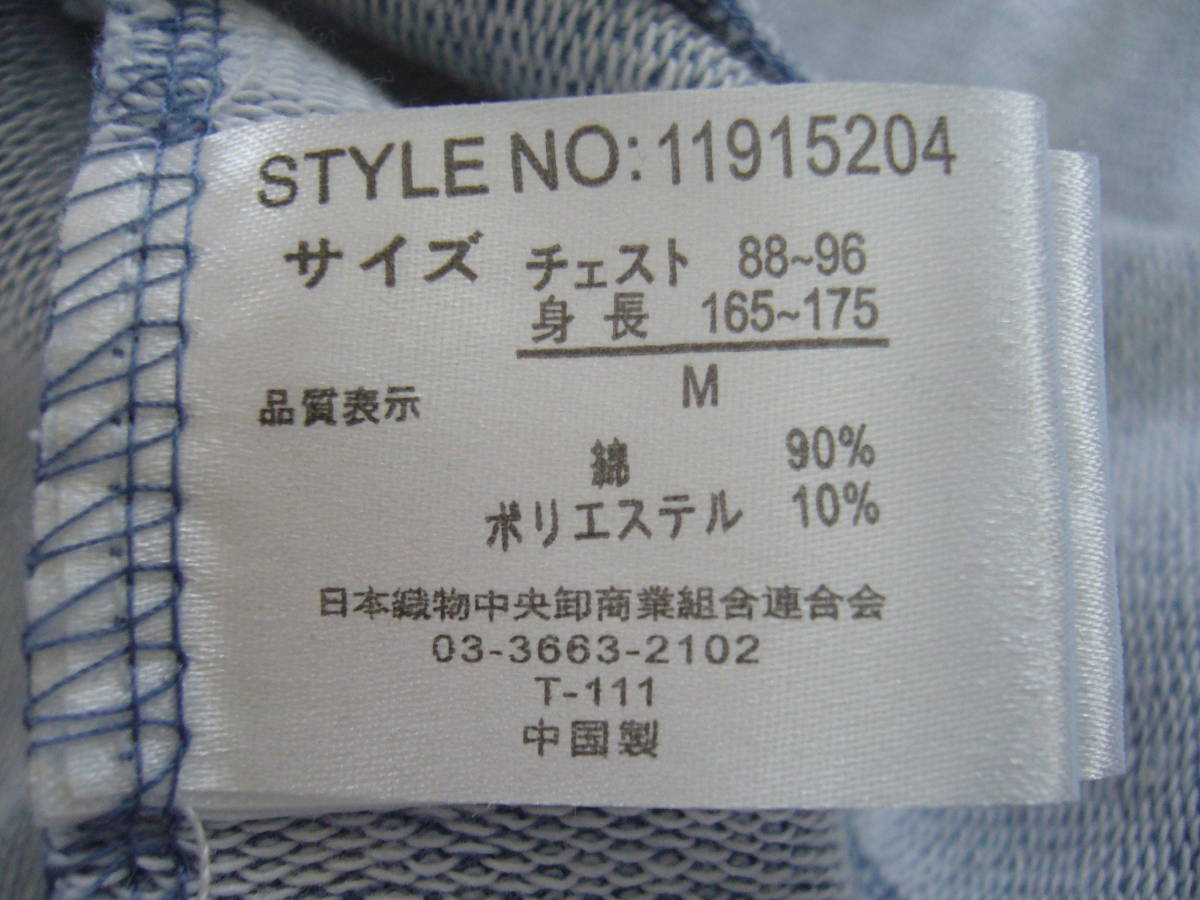 STYLE NO: 11915204
サイズ チェスト 88~96
身長 165~175
M
品質表示
綿 90%
ポリエステル 10%
日本織物中央卸商業組合連合会
03-3663-2102
T-111
中国製